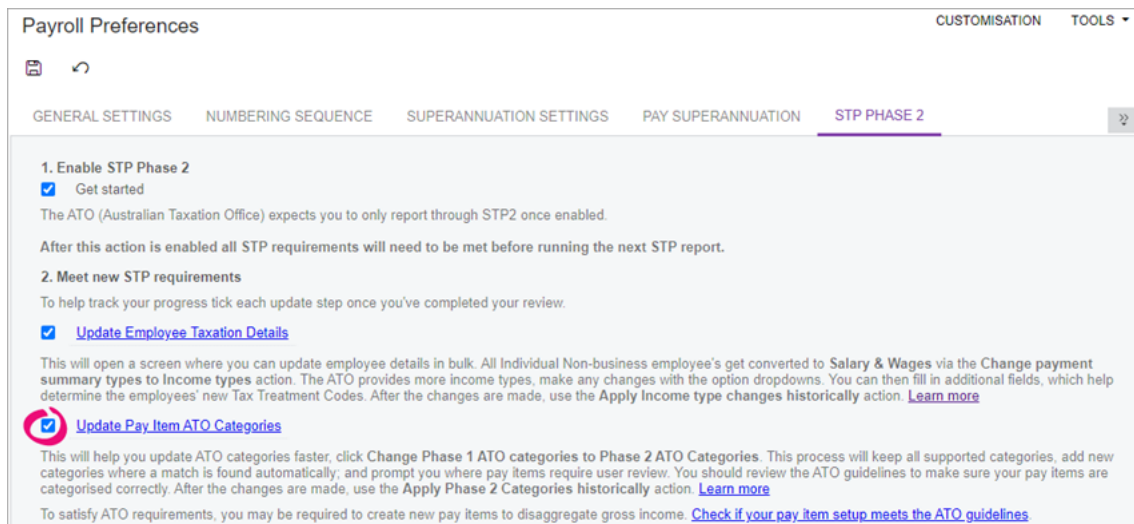 Payroll Preferences
CUSTOMISATION TOOLS
GENERAL SETTINGS NUMBERING SEQUENCE SUPERANNUATION SETTINGS PAY SUPERANNUATION STP PHASE 2
1. Enable STP Phase 2
Get started
The ATO (Australian Taxation Office) expects you to only report through STP2 once enabled.
After this action is enabled all STP requirements will need to be met before running the next STP report.
2. Meet new STP requirements
To help track your progress tick each update step once you've completed your review.
Update Employee Taxation Details
This will open a screen where you can update employee details in bulk. All Individual Non-business employee's get converted to Salary & Wages via the Change payment
summary types to Income types action. The ATO provides more income types, make any changes with the option dropdowns. You can then fill in additional fields, which help
determine the employees' new Tax Treatment Codes. After the changes are made, use the Apply Income type changes historically action. Learn more
Update Pay Item ATO Categories
This will help you update ATO categories faster, click Change Phase 1 ATO categories to Phase 2 ATO Categories. This process will keep all supported categories, add new
categories where a match is found automatically; and prompt you where pay items require user review. You should review the ATO guidelines to make sure your pay items are
categorised correctly. After the changes are made, use the Apply Phase 2 Categories historically action. Learn more
To satisfy ATO requirements, you may be required to create new pay items to disaggregate gross income. Check if your pay item setup meets the ATO guidelines.